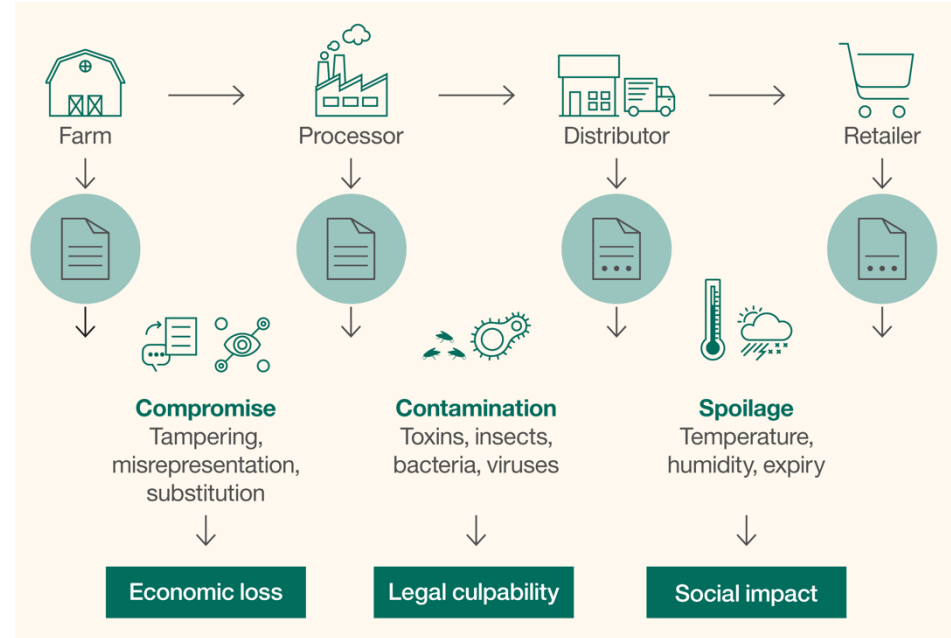 Farm
Processor
Distributor
Retailer
Compromise
Tampering,
misrepresentation,
substitution
Contamination
Toxins, insects,
bacteria, viruses
Spoilage
Temperature,
humidity, expiry
Economic loss
Legal culpability
Social impact